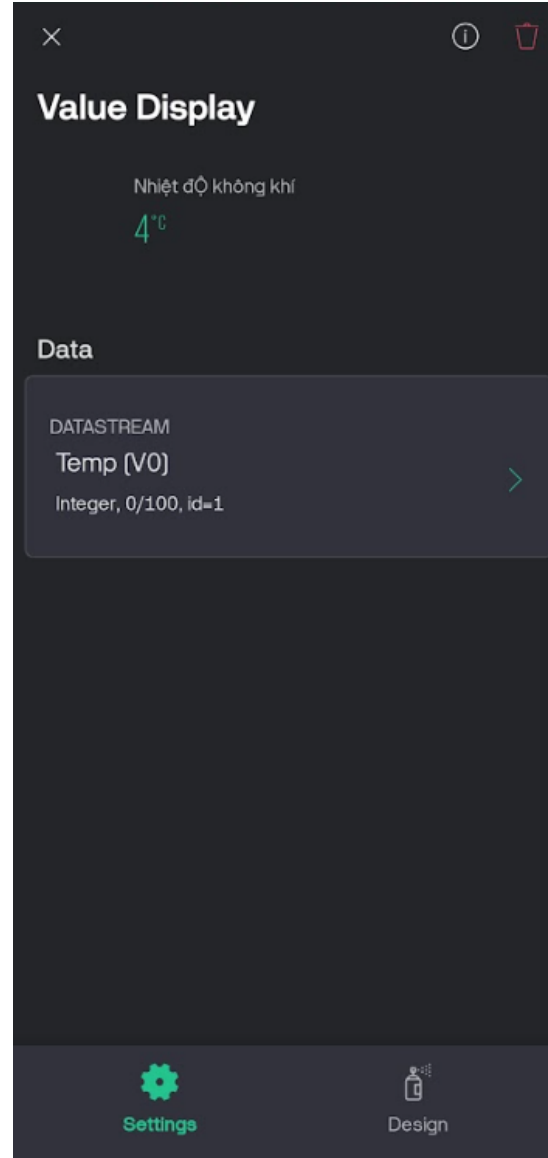 Value Display
Nhiệt độ không khí
4°C
Data
DATASTREAM
Temp (V0)
Integer, 0/100, id=1
Settings
Design